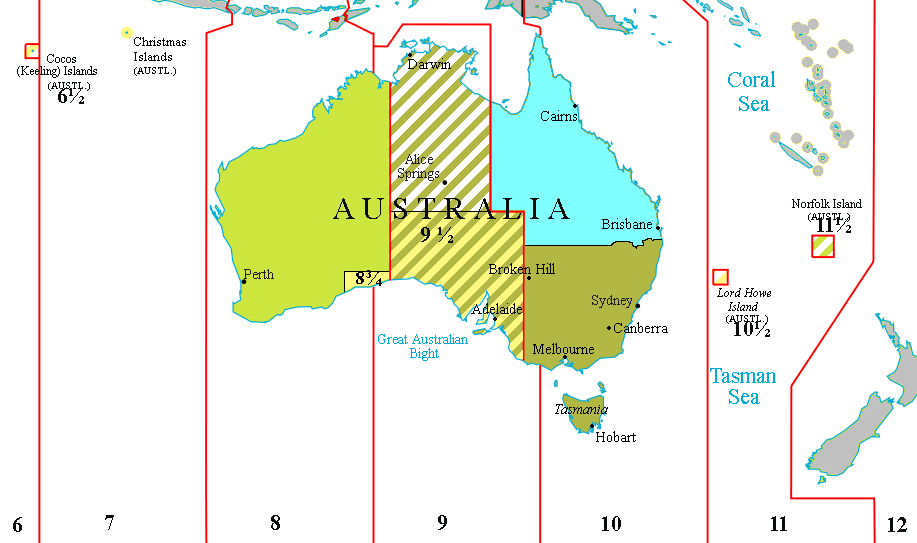 Cocos
(Keeling) Islands
(AUSTL.)
6½
Christmas
Islands
(AUSTL.)
Darwin
Cairns
Coral
Sea
Alice
Springs
AUSTRALIA
9 ½
Norfolk Island
(AUSTL.)
11½
Brisbane
Perth
8¾
Broken Hill
Adelaide
Sydney
Canberra
Melbourne
Lord Howe
Island
(AUSTL.)
10½
Great Australian
Bight
Tasman
Sea
Tasmania
Hobart
6
7
8
9
10
11
12